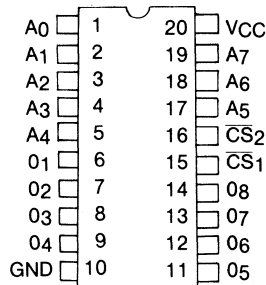 A0 1 20 VCC
A1 2 19 A7
A2 3 18 A6
A3 4 17 A5
A4 5 16 C̅S̅2
01 6 15 C̅S̅1
02 7 14 08
03 8 13 07
04 9 12 06
GND 10 11 05